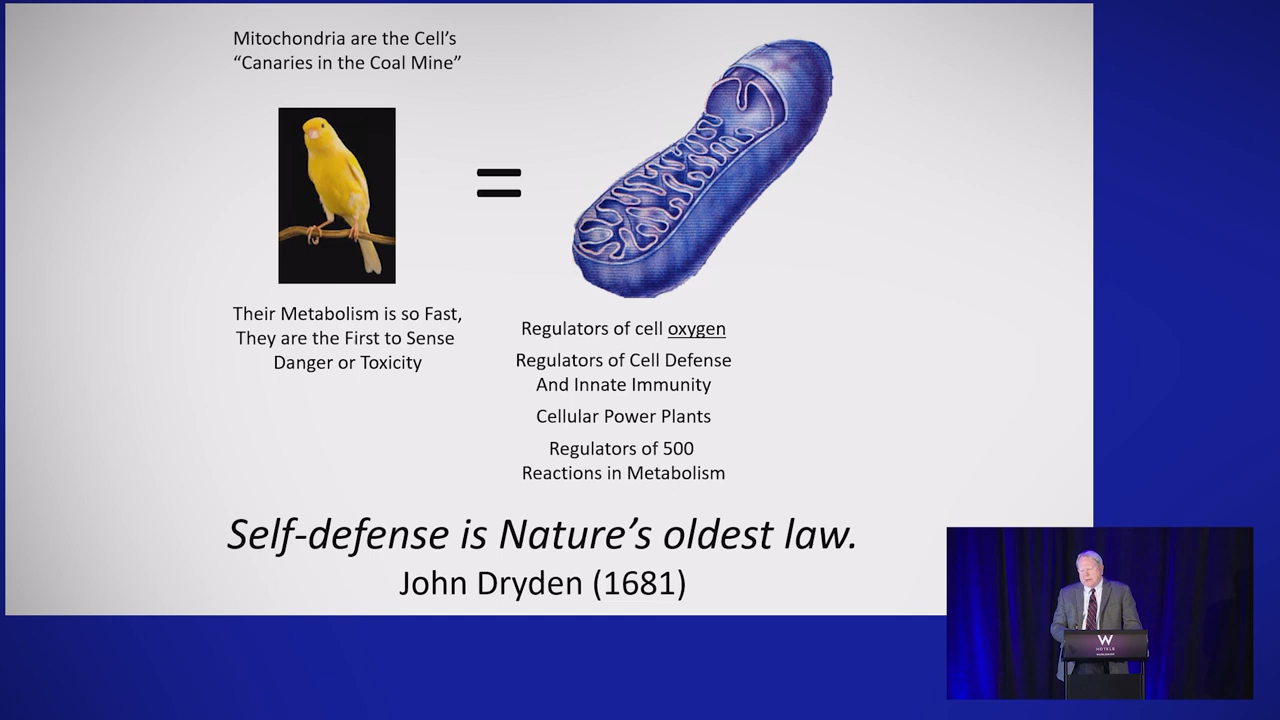 Mitochondria are the Cell’s
“Canaries in the Coal Mine”
=
Their Metabolism is so Fast,
They are the First to Sense
Danger or Toxicity
Regulators of cell oxygen
Regulators of Cell Defense
And Innate Immunity
Cellular Power Plants
Regulators of 500
Reactions in Metabolism
Self-defense is Nature’s oldest law.
John Dryden (1681)
W
HOTELS
WORLDWIDE